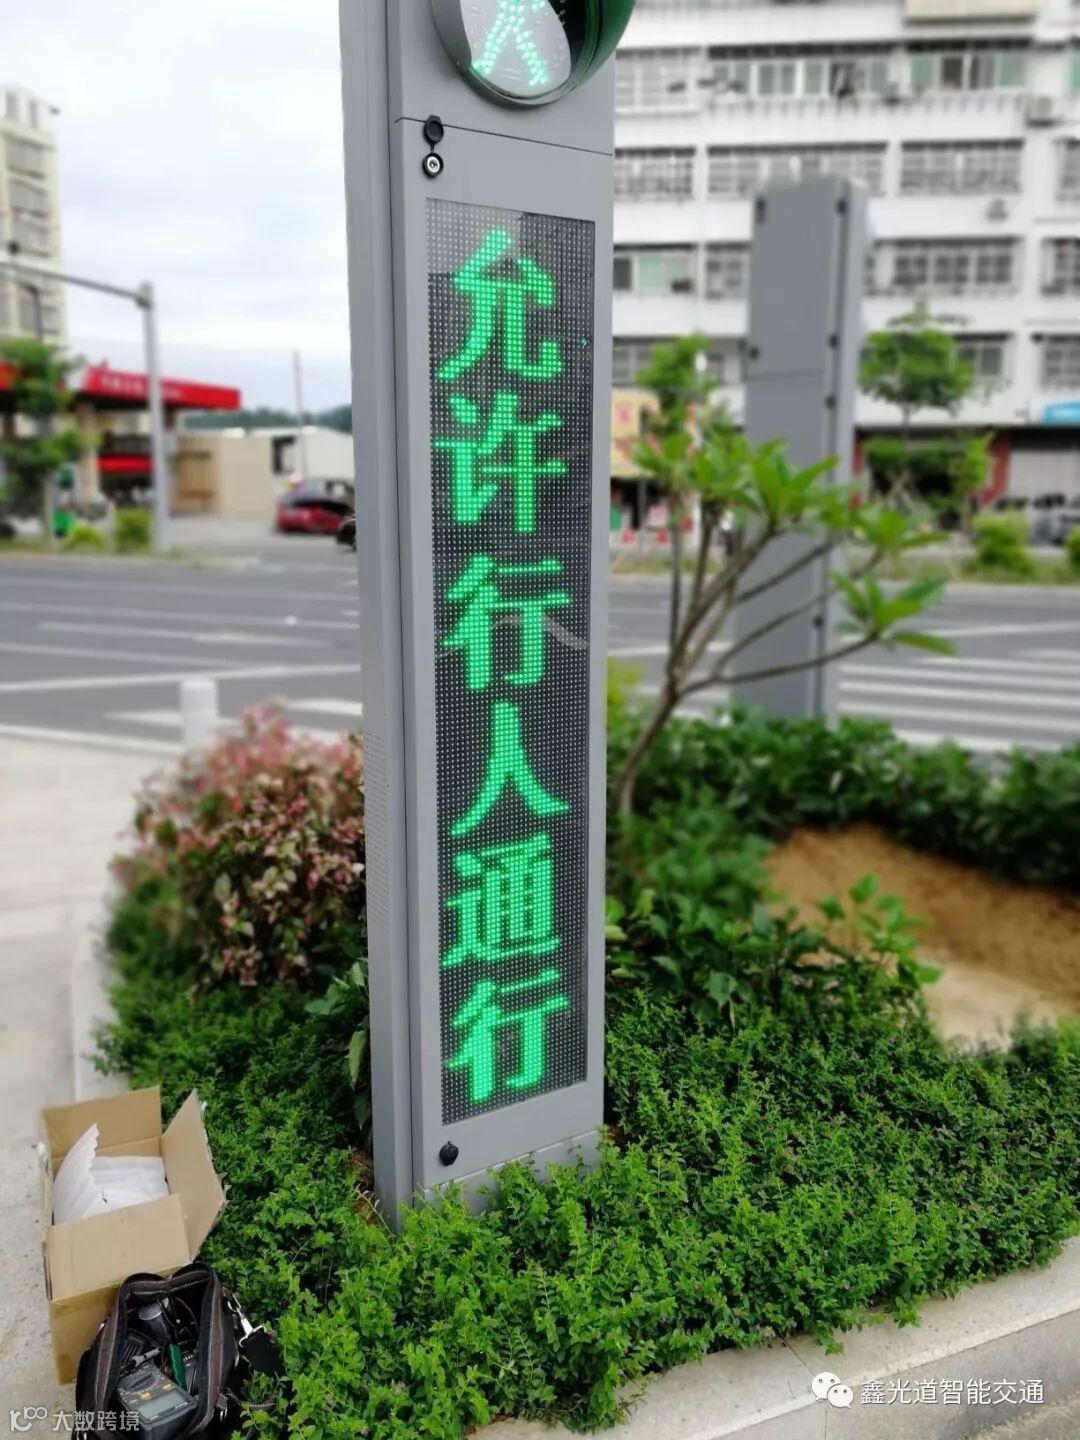 允许行人通行
鑫光道智能交通
大数跨境